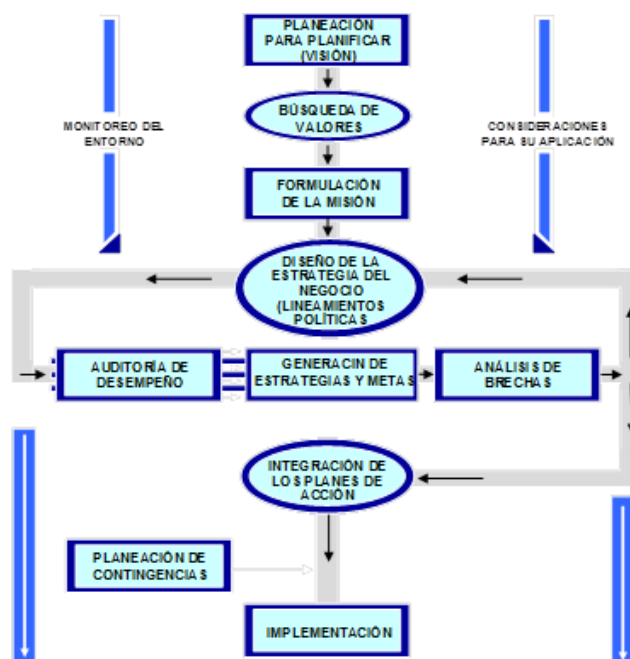 PLANEACIÓN
PARA PLANIFICAR
(VISIÓN)
BÚSQUEDA DE
VALORES
MONITOREO DEL
ENTORNO
CONSIDERACIONES
PARA SU APLICACIÓN
FORMULACIÓN
DE LA MISIÓN
DISEÑO DE LA
ESTRATEGIA DEL
NEGOCIO
(LINEAMIENTOS
POLÍTICAS
AUDITORÍA DE
DESEMPEÑO
GENERACIN DE
ESTRATEGIAS Y METAS
ANÁLISIS DE
BRECHAS
INTEGRACIÓN DE
LOS PLANES DE
ACCIÓN
PLANEACIÓN DE
CONTINGENCIAS
IMPLEMENTACIÓN